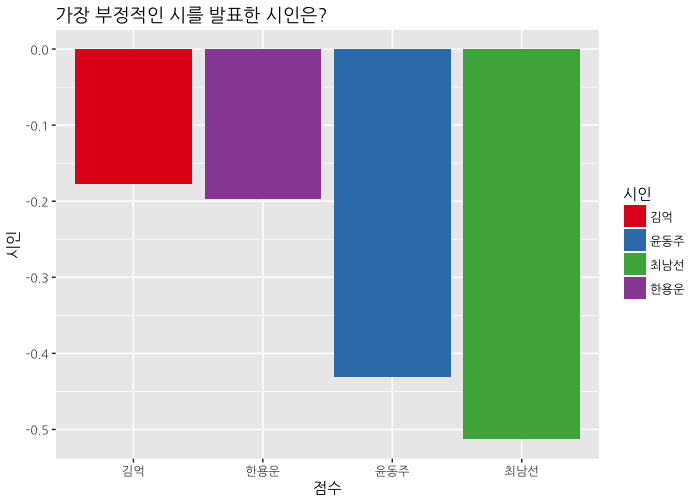 가장 부정적인 시를 발표한 시인은?
0.0
-0.1
-0.2
-0.3
-0.4
-0.5
시인
김억
한용운
윤동주
최남선
점수
시인
김억
윤동주
최남선
한용운